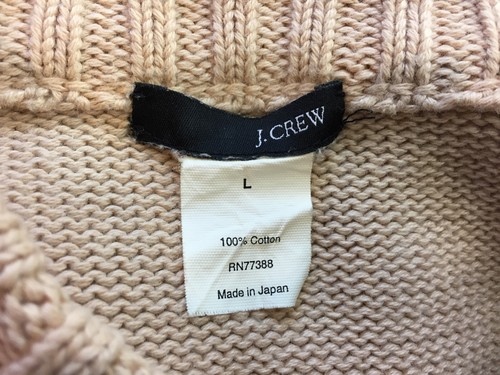 J.CREW
L
100% Cotton
RN77388
Made in Japan